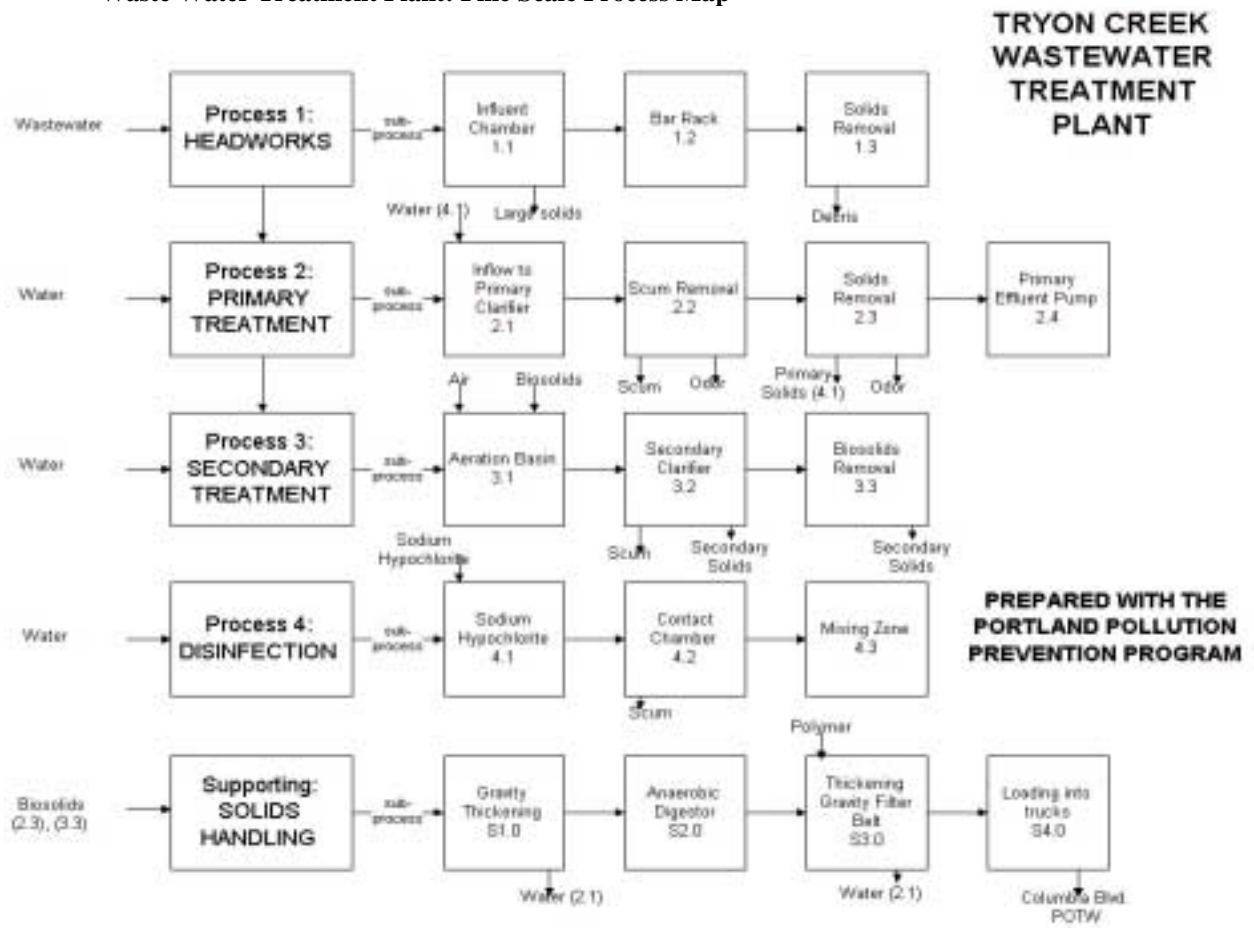 Waste Water Treatment Plant: Fine Scale Process Map
TRYON CREEK
WASTEWATER
TREATMENT
PLANT
Wastewater
Process 1:
HEADWORKS
sub-
process
Influent
Chamber
1.1
Bar Rack
1.2
Solids
Removal
1.3
Large solids
Debris
Water (4.1)
Water
Process 2:
PRIMARY
TREATMENT
sub-
process
Inflow to
Primary
Clarifier
2.1
Scum Removal
2.2
Solids
Removal
2.3
Primary
Effluent Pump
2.4
Scum
Odor
Primary
Solids (4.1)
Odor
Air
Biosolids
Water
Process 3:
SECONDARY
TREATMENT
sub-
process
Aeration Basin
3.1
Secondary
Clarifier
3.2
Biosolids
Removal
3.3
Scum
Secondary
Solids
Secondary
Solids
Sodium
Hypochlorite
Water
Process 4:
DISINFECTION
sub-
process
Sodium
Hypochlorite
4.1
Contact
Chamber
4.2
Mixing Zone
4.3
Scum
PREPARED WITH THE
PORTLAND POLLUTION
PREVENTION PROGRAM
Polymer
Biosolids
(2.3), (3.3)
Supporting:
SOLIDS
HANDLING
sub-
process
Gravity
Thickening
S1.0
Anaerobic
Digestor
S2.0
Thickening
Gravity Filter
Belt
S3.0
Loading into
trucks
S4.0
Water (2.1)
Water (2.1)
Columbia Blvd.
POTW